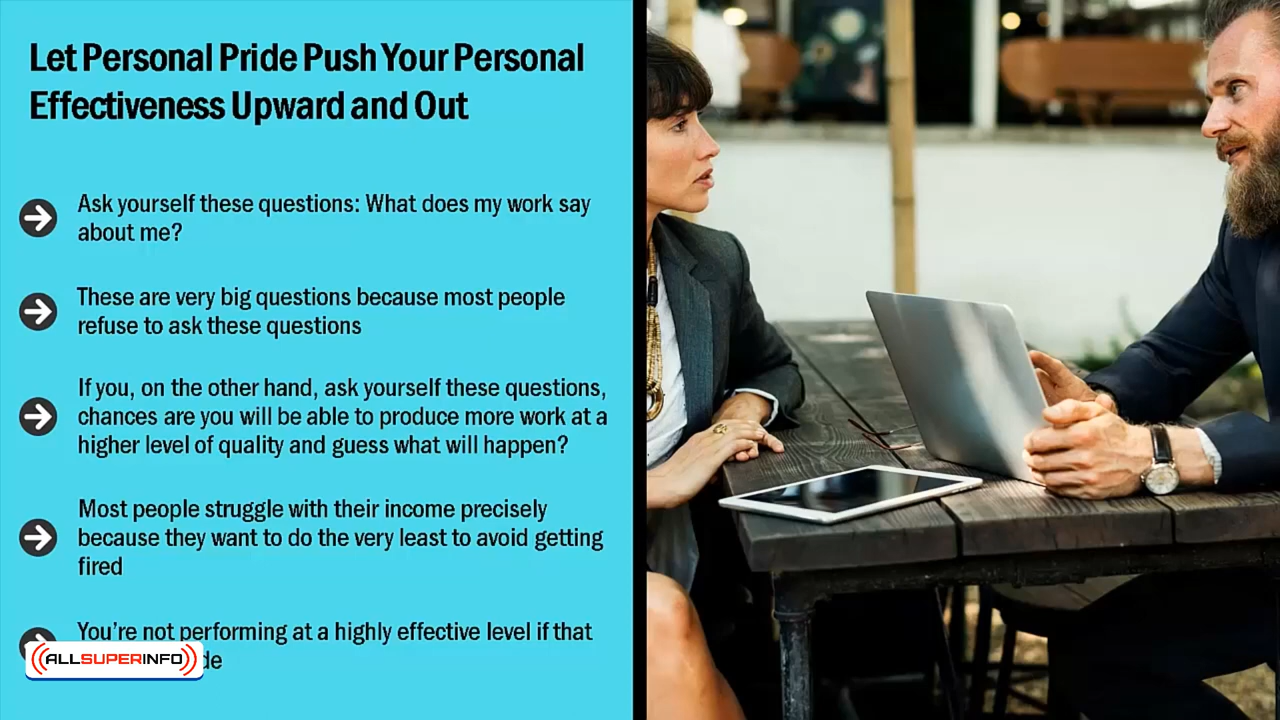 Let Personal Pride Push Your Personal
Effectiveness Upward and Out
Ask yourself these questions: What does my work say
about me?
These are very big questions because most people
refuse to ask these questions
If you, on the other hand, ask yourself these questions,
chances are you will be able to produce more work at a
higher level of quality and guess what will happen?
Most people struggle with their income precisely
because they want to do the very least to avoid getting
fired
You’re not performing at a highly effective level if that
ALLSUPERINFO